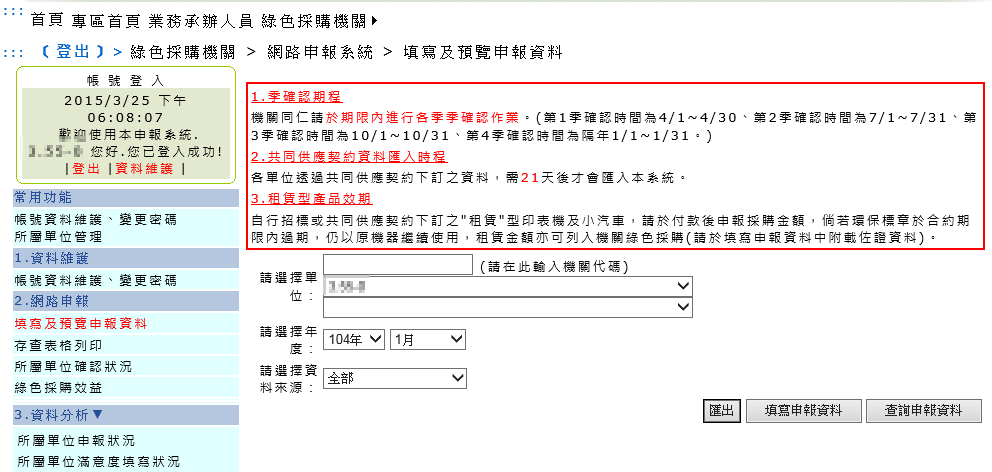 ::: 首頁 專區首頁 業務承辦人員 綠色採購機關
::: 〔登出〕> 綠色採購機關 > 網路申報系統 > 填寫及預覽申報資料
帳號登入
2015/3/25 下午
06:08:07
歡迎使用本申報系統.
您好.您已登入成功!
|登出 |資料維護 |
常用功能
帳號資料維護、變更密碼
所屬單位管理
1.資料維護
帳號資料維護、變更密碼
2.網路申報
填寫及預覽申報資料
存查表格列印
所屬單位確認狀況
綠色採購效益
3.資料分析▼
所屬單位申報狀況
所屬單位滿意度填寫狀況
1.季確認期程
機關同仁請於期限內進行各季季確認作業。(第1季確認時間為4/1~4/30、第2季確認時間為7/1~7/31、第
3季確認時間為10/1~10/31、第4季確認時間為隔年1/1~1/31。)
2.共同供應契約資料匯入時程
各單位透過共同供應契約下訂之資料，需21天後才會匯入本系統。
3.租賃型產品效期
自行招標或共同供應契約下訂之"租賃"型印表機及小汽車，請於付款後申報採購金額，倘若環保標章於合約期
限內過期，仍以原機器繼續使用，租賃金額亦可列入機關綠色採購(請於填寫申報資料中附載佐證資料)。
請選擇單
位：
(請在此輸入機關代碼)
請選擇年
度：
104年 1月
請選擇資
料來源：
全部
匯出 填寫申報資料 查詢申報資料